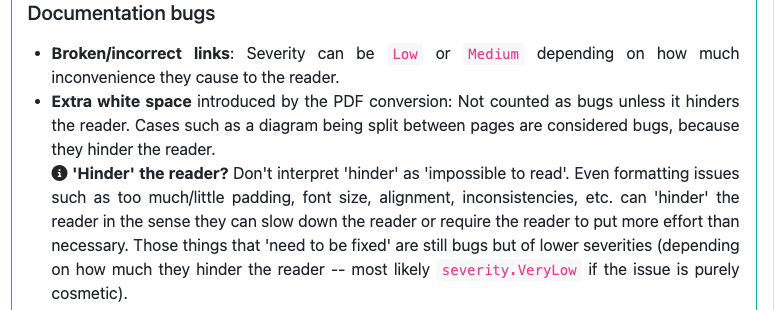 Documentation bugs
• Broken/incorrect links: Severity can be Low or Medium depending on how much
inconvenience they cause to the reader.
• Extra white space introduced by the PDF conversion: Not counted as bugs unless it hinders
the reader. Cases such as a diagram being split between pages are considered bugs, because
they hinder the reader.
'Hinder' the reader? Don't interpret 'hinder' as 'impossible to read'. Even formatting issues
such as too much/little padding, font size, alignment, inconsistencies, etc. can 'hinder' the
reader in the sense they can slow down the reader or require the reader to put more effort than
necessary. Those things that 'need to be fixed' are still bugs but of lower severities (depending
on how much they hinder the reader -- most likely severity.VeryLow if the issue is purely
cosmetic).